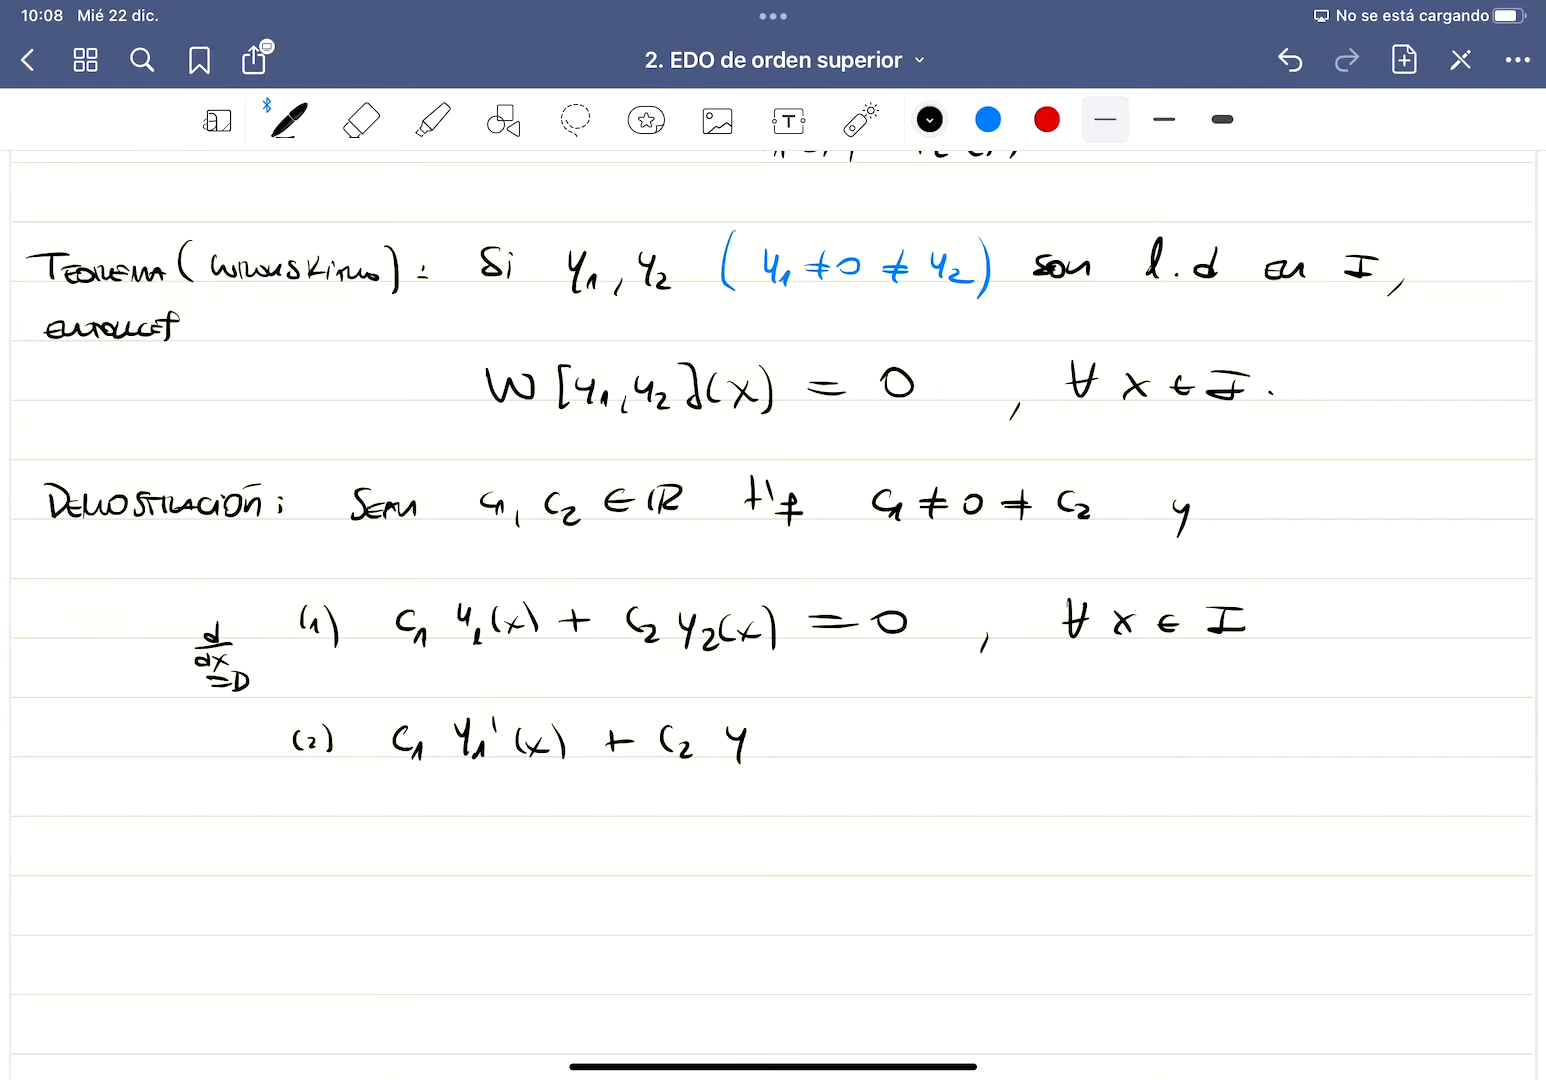 10:08 Mié 22 dic.
No se está cargando
2. EDO de orden superior
TEOREMA (WRONSKIANO): Si y₁, y₂ (y₁ ≠ 0 ≠ y₂) son l.d en I,
ENTONCES
W[y₁, y₂](x) = 0 , ∀ x ∈ I.
DEMOSTRACIÓN: SEAN c₁, c₂ ∈ ℝ t'q c₁ ≠ 0 ≠ c₂ y
(1) c₁ y₁(x) + c₂ y₂(x) = 0 , ∀ x ∈ I
d/dx
=D
(2) c₁ y₁'(x) + c₂ y